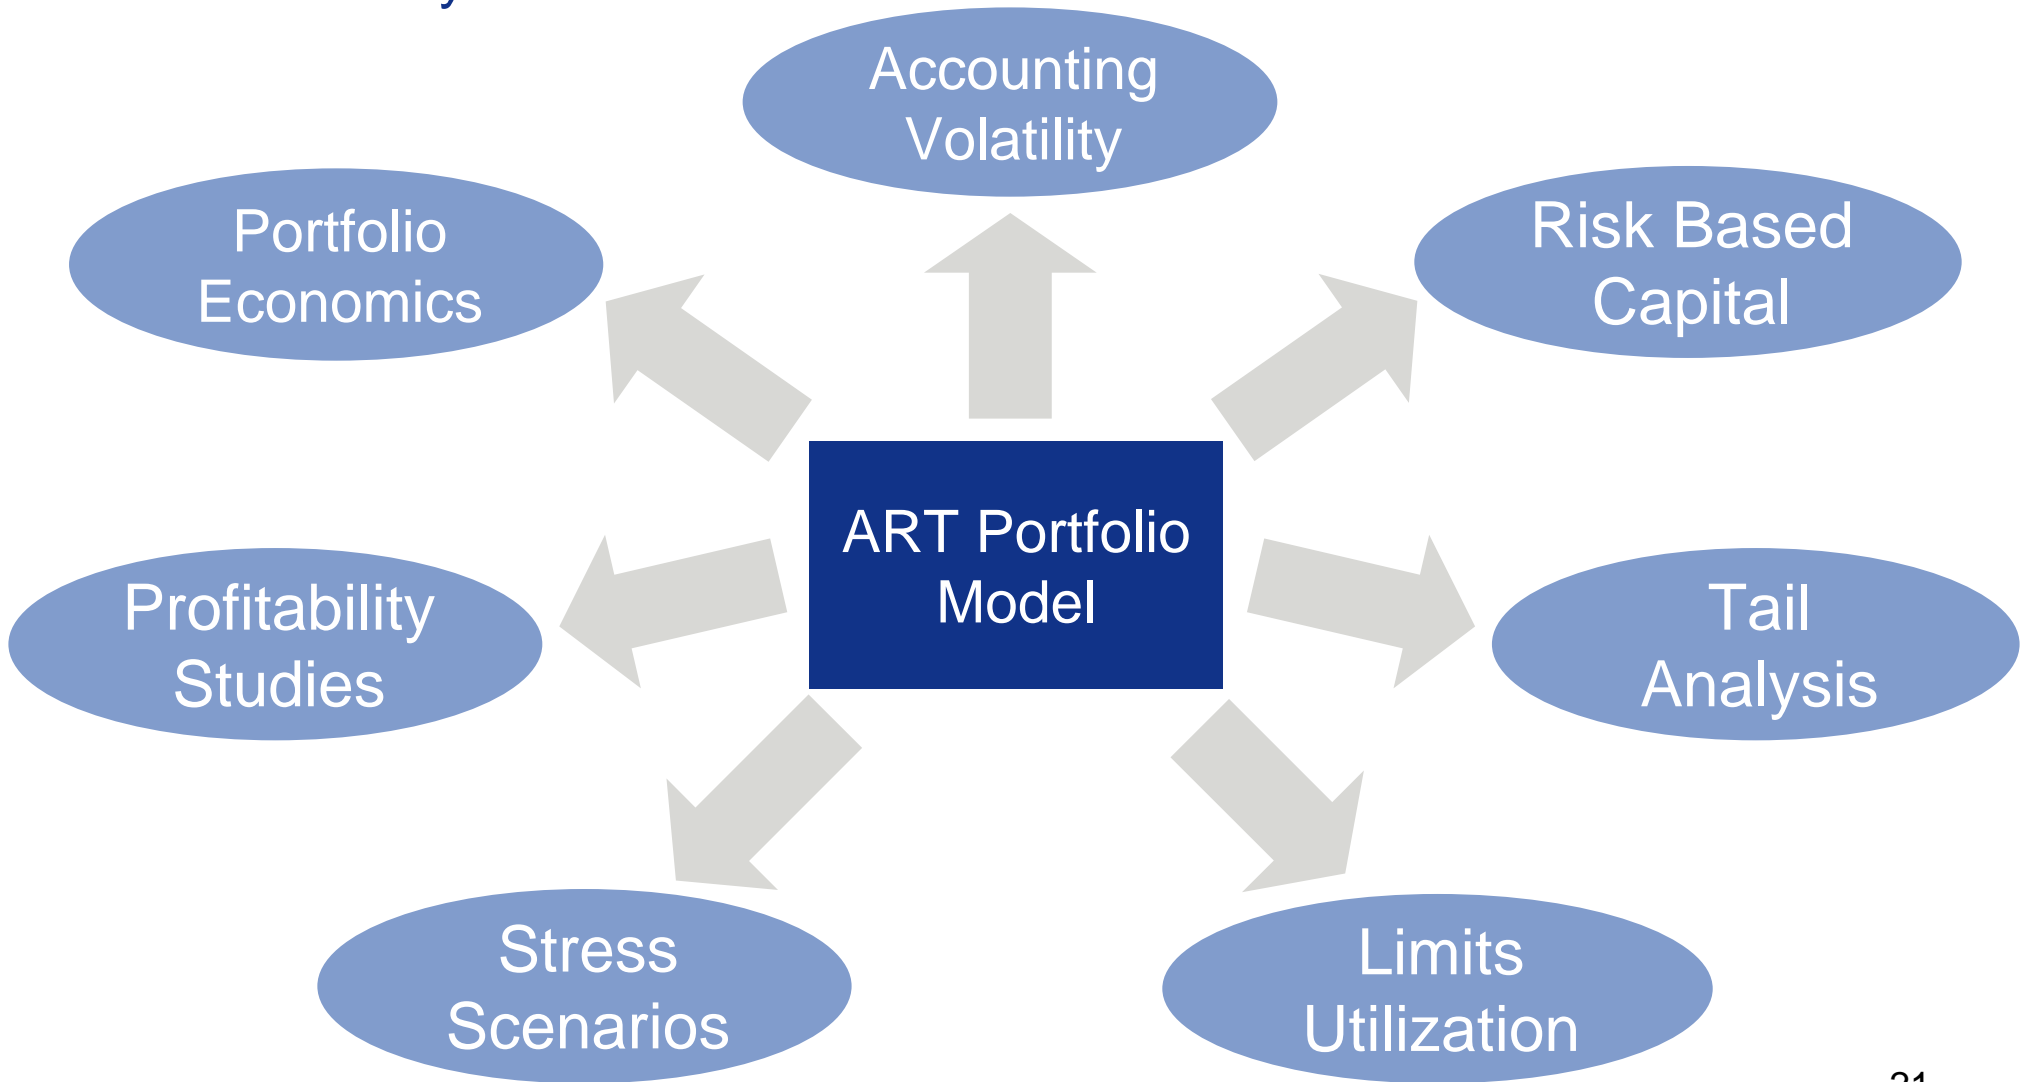 Accounting
Volatility
Portfolio
Economics
Risk Based
Capital
ART Portfolio
Model
Profitability
Studies
Tail
Analysis
Stress
Scenarios
Limits
Utilization